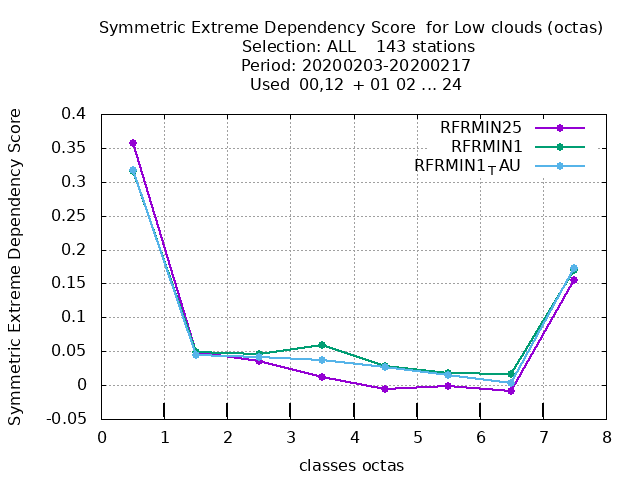 Symmetric Extreme Dependency Score  for Low clouds (octas)
Selection: ALL    143 stations
Period: 20200203-20200217
Used  00,12  + 01 02 ... 24
Symmetric Extreme Dependency Score
0.4
0.35
0.3
0.25
0.2
0.15
0.1
0.05
0
-0.05
RFRMIN25
RFRMIN1
RFRMIN1TAU
0 1 2 3 4 5 6 7 8
classes octas